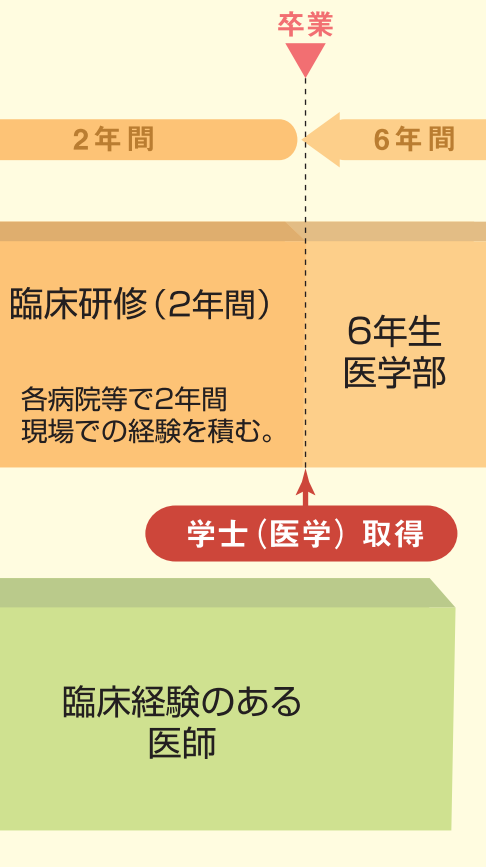 卒業
2年間
6年間
臨床研修（2年間）
各病院等で2年間
現場での経験を積む。
6年生
医学部
学士（医学）取得
臨床経験のある
医師